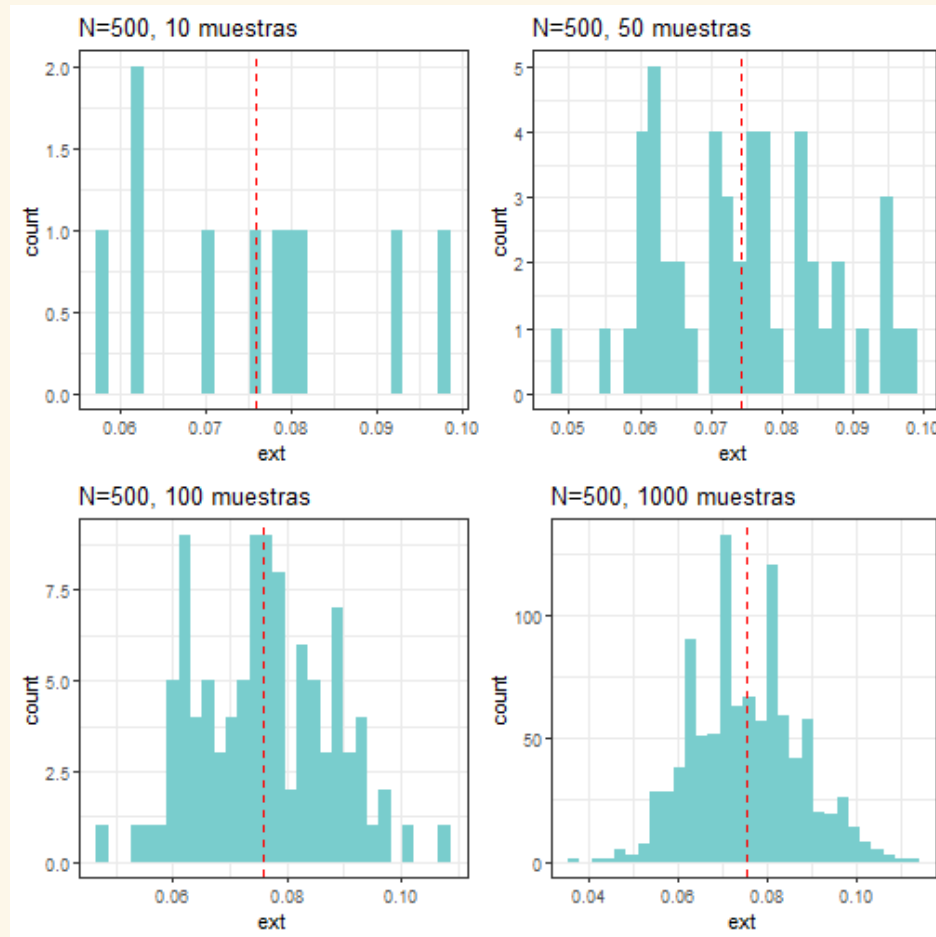 N=500, 10 muestras
2.0
1.5
1.0
0.5
0.0
count
0.06 0.07 0.08 0.09 0.10
ext
N=500, 50 muestras
5
4
3
2
1
0
count
0.05 0.06 0.07 0.08 0.09 0.10
ext
N=500, 100 muestras
7.5
5.0
2.5
0.0
count
0.06 0.08 0.10
ext
N=500, 1000 muestras
100
50
0
count
0.04 0.06 0.08 0.10
ext